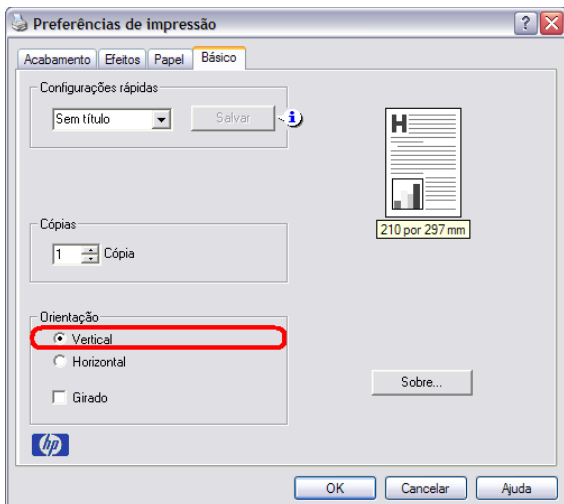 Preferências de impressão
Acabamento Efeitos Papel Básico
Configurações rápidas
Sem título
Salvar
i
H
210 por 297 mm
Cópias
1 Cópia
Orientação
Vertical
Horizontal
Girado
Sobre...
hp
OK Cancelar Ajuda